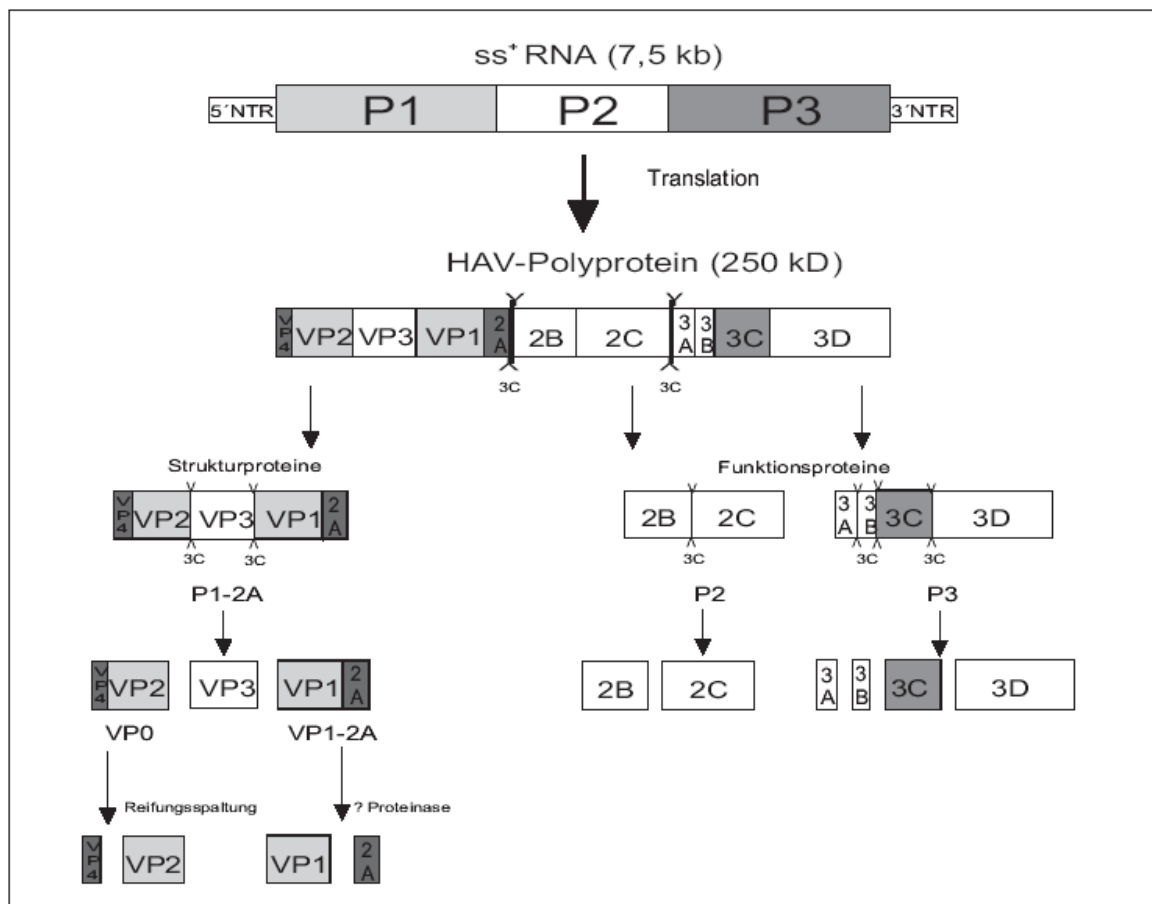 ss⁺ RNA (7,5 kb)
5´NTR P1 P2 P3 3´NTR
Translation
HAV-Polyprotein (250 kD)
VP4 VP2 VP3 VP1 2A 2B 2C 3A 3B 3C 3D
3C 3C
Strukturproteine Funktionsproteine
VP4 VP2 VP3 VP1 2A 2B 2C 3A 3B 3C 3D
3C 3C 3C 3C 3C 3C
P1-2A P2 P3
VP4 VP2 VP3 VP1 2A 2B 2C 3A 3B 3C 3D
VP0 VP1-2A
Reifungsspaltung ? Proteinase
VP4 VP2 VP1 2A